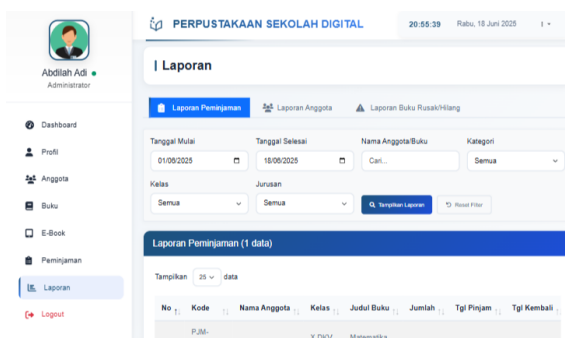 PERPUSTAKAAN SEKOLAH DIGITAL
20:55:39
Rabu, 18 Juni 2025
Abdilah Adi
Administrator
Dashboard
Profil
Anggota
Buku
E-Book
Peminjaman
Laporan
Logout
| Laporan
Laporan Peminjaman
Laporan Anggota
Laporan Buku Rusak/Hilang
Tanggal Mulai
Tanggal Selesai
Nama Anggota/Buku
Kategori
01/06/2025
18/06/2025
Cari...
Semua
Kelas
Jurusan
Semua
Semua
Tampilkan Laporan
Reset Filter
Laporan Peminjaman (1 data)
Tampilkan 25 data
No Kode Nama Anggota Kelas Judul Buku Jumlah Tgl Pinjam Tgl Kembali
PJM-
X DKV
Matematika